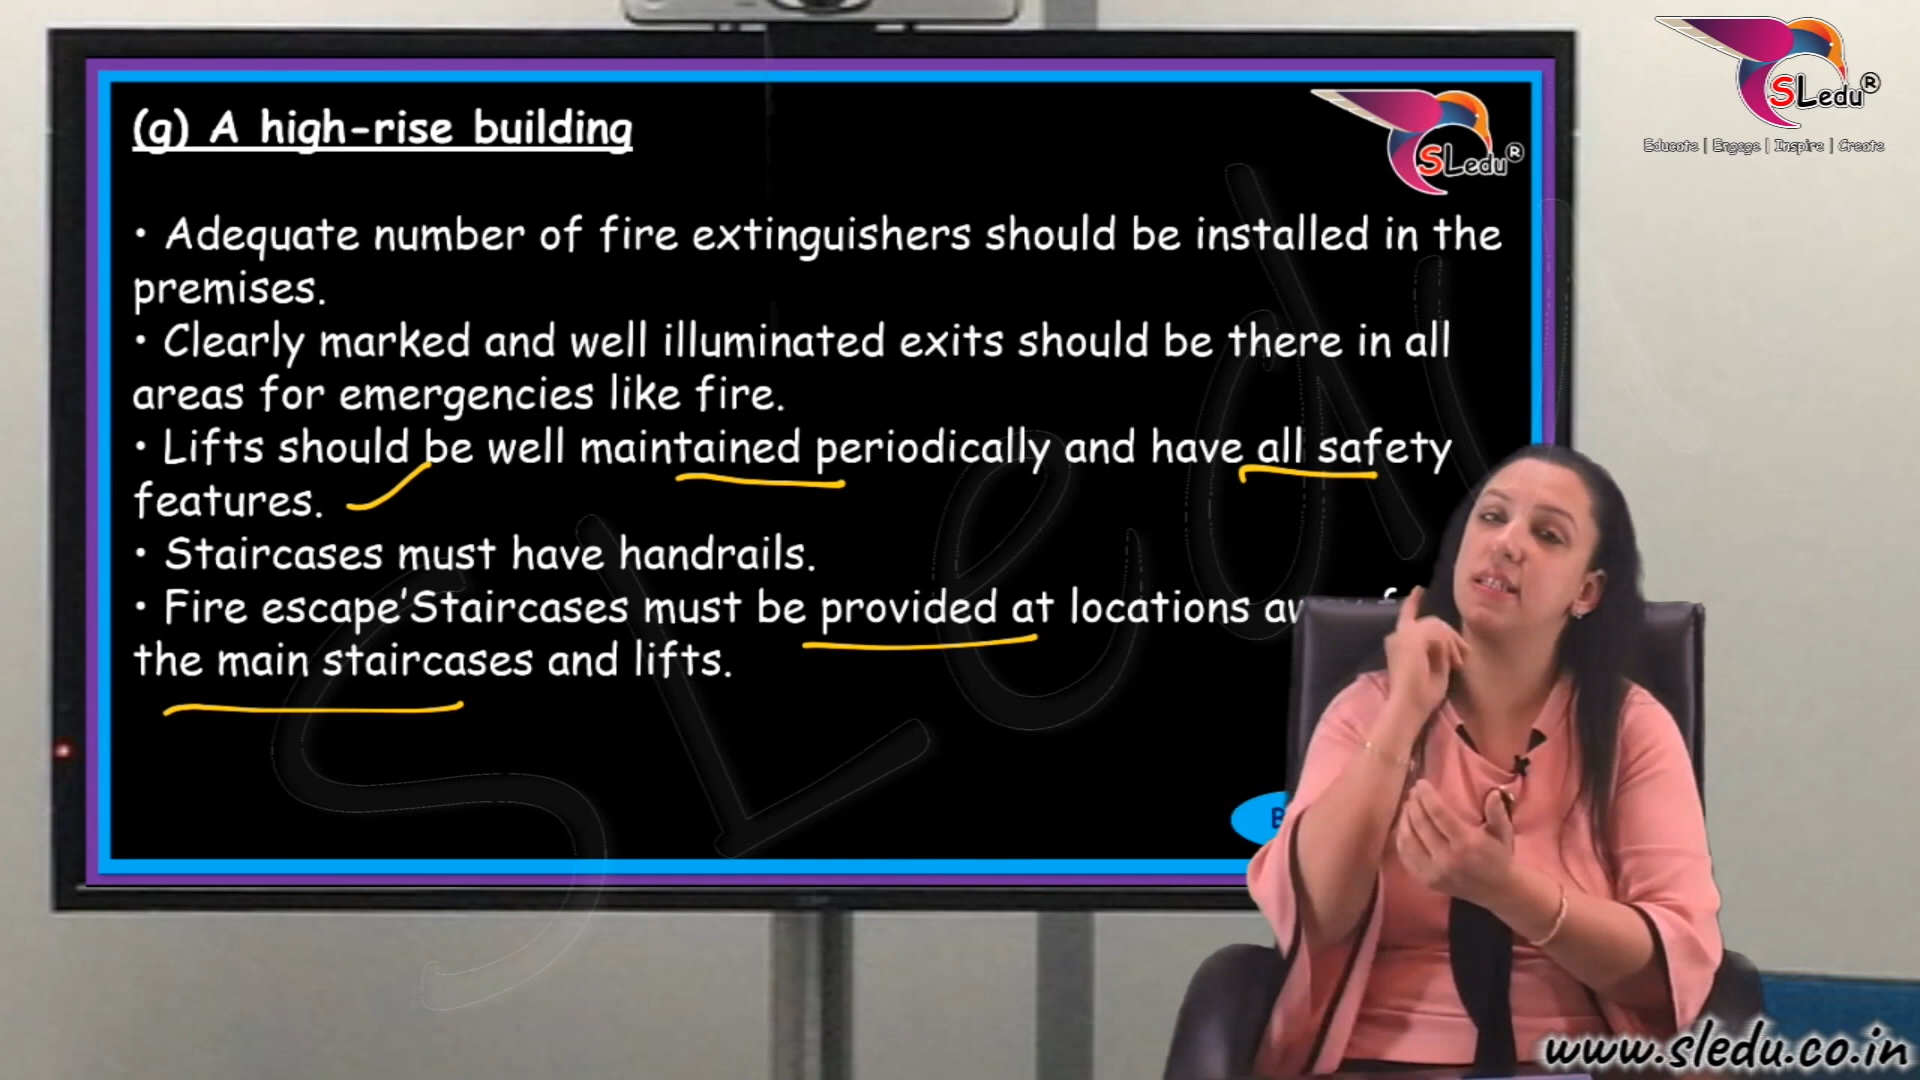 (g) A high-rise building
SLedu®
SLedu®
Educate | Engage | Inspire | Create
• Adequate number of fire extinguishers should be installed in the
premises.
• Clearly marked and well illuminated exits should be there in all
areas for emergencies like fire.
• Lifts should be well maintained periodically and have all safety
features.
• Staircases must have handrails.
• Fire escape’Staircases must be provided at locations
the main staircases and lifts.
SLedu
www.sledu.co.in